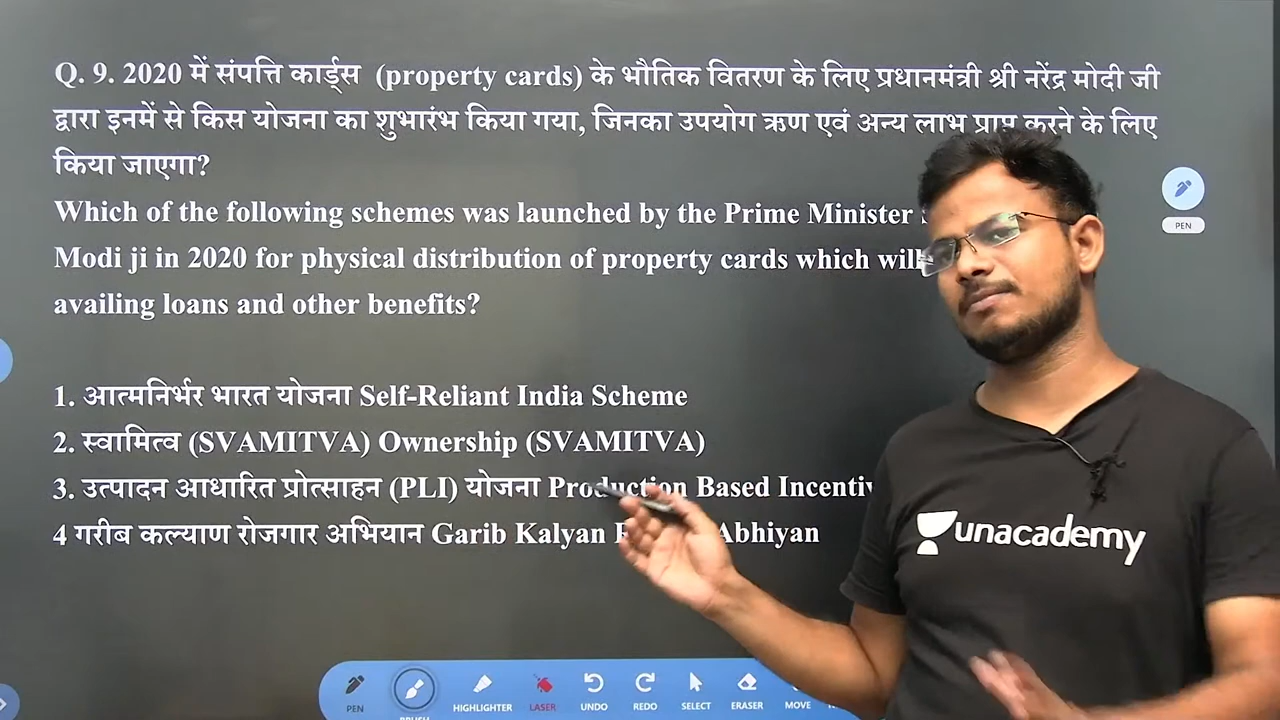 Q. 9. 2020 में संपत्ति कार्ड्स (property cards) के भौतिक वितरण के लिए प्रधानमंत्री श्री नरेंद्र मोदी जी
द्वारा इनमें से किस योजना का शुभारंभ किया गया, जिनका उपयोग ऋण एवं अन्य लाभ प्राप्त करने के लिए
किया जाएगा?
Which of the following schemes was launched by the Prime Minister
Modi ji in 2020 for physical distribution of property cards which will
availing loans and other benefits?
1. आत्मनिर्भर भारत योजना Self-Reliant India Scheme
2. स्वामित्व (SVAMITVA) Ownership (SVAMITVA)
3. उत्पादन आधारित प्रोत्साहन (PLI) योजना Production Based
4 गरीब कल्याण रोजगार अभियान Garib Kalyan Abhiyan
PEN
unacademy
PEN
HIGHLIGHTER
LASER
UNDO
REDO
SELECT
ERASER
MOVE